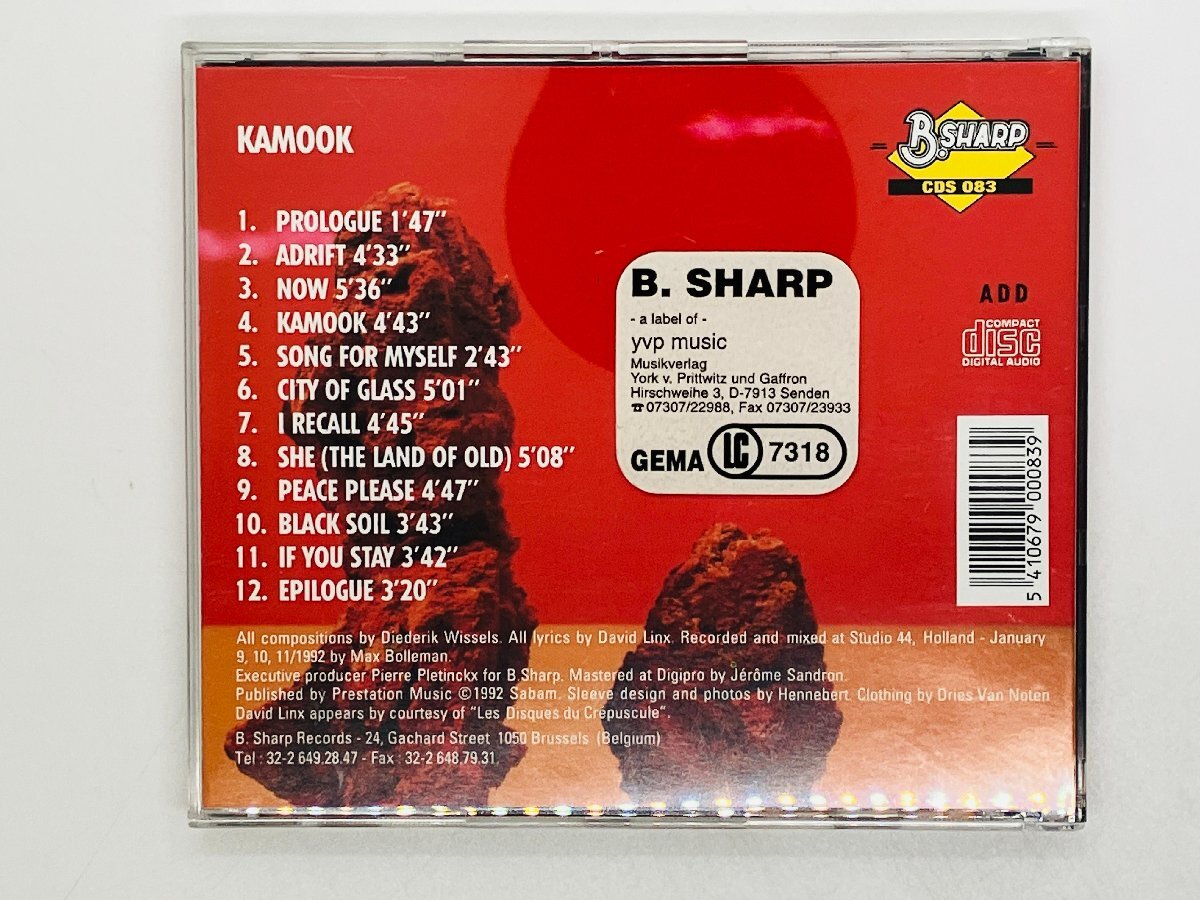 KAMOOK
1. PROLOGUE 1'47"
2. ADRIFT 4'33"
3. NOW 5'36"
4. KAMOOK 4'43"
5. SONG FOR MYSELF 2'43"
6. CITY OF GLASS 5'01"
7. I RECALL 4'45"
8. SHE (THE LAND OF OLD) 5'08"
9. PEACE PLEASE 4'47"
10. BLACK SOIL 3'43"
11. IF YOU STAY 3'42"
12. EPILOGUE 3'20"
B.SHARP
CDS 083
B. SHARP
- a label of -
yvp music
Musikverlag
York v. Prittwitz und Gaffron
Hirschweihe 3, D-7913 Senden
☎ 07307/22988, Fax 07307/23933
GEMA LC 7318
ADD
COMPACT
disc
DIGITAL AUDIO
5 410679 000839
All compositions by Diederik Wissels. All lyrics by David Linx. Recorded and mixed at Studio 44, Holland - January
9, 10, 11/1992 by Max Bolleman.
Executive producer Pierre Pletinckx for B.Sharp. Mastered at Digipro by Jérôme Sandron.
Published by Prestation Music ©1992 Sabam. Sleeve design and photos by Hennebert. Clothing by Dries Van Noten
David Linx appears by courtesy of "Les Disques du Crépuscule".
B. Sharp Records - 24, Gachard Street 1050 Brussels (Belgium)
Tel : 32-2 649.28.47 - Fax : 32-2 648.79.31.